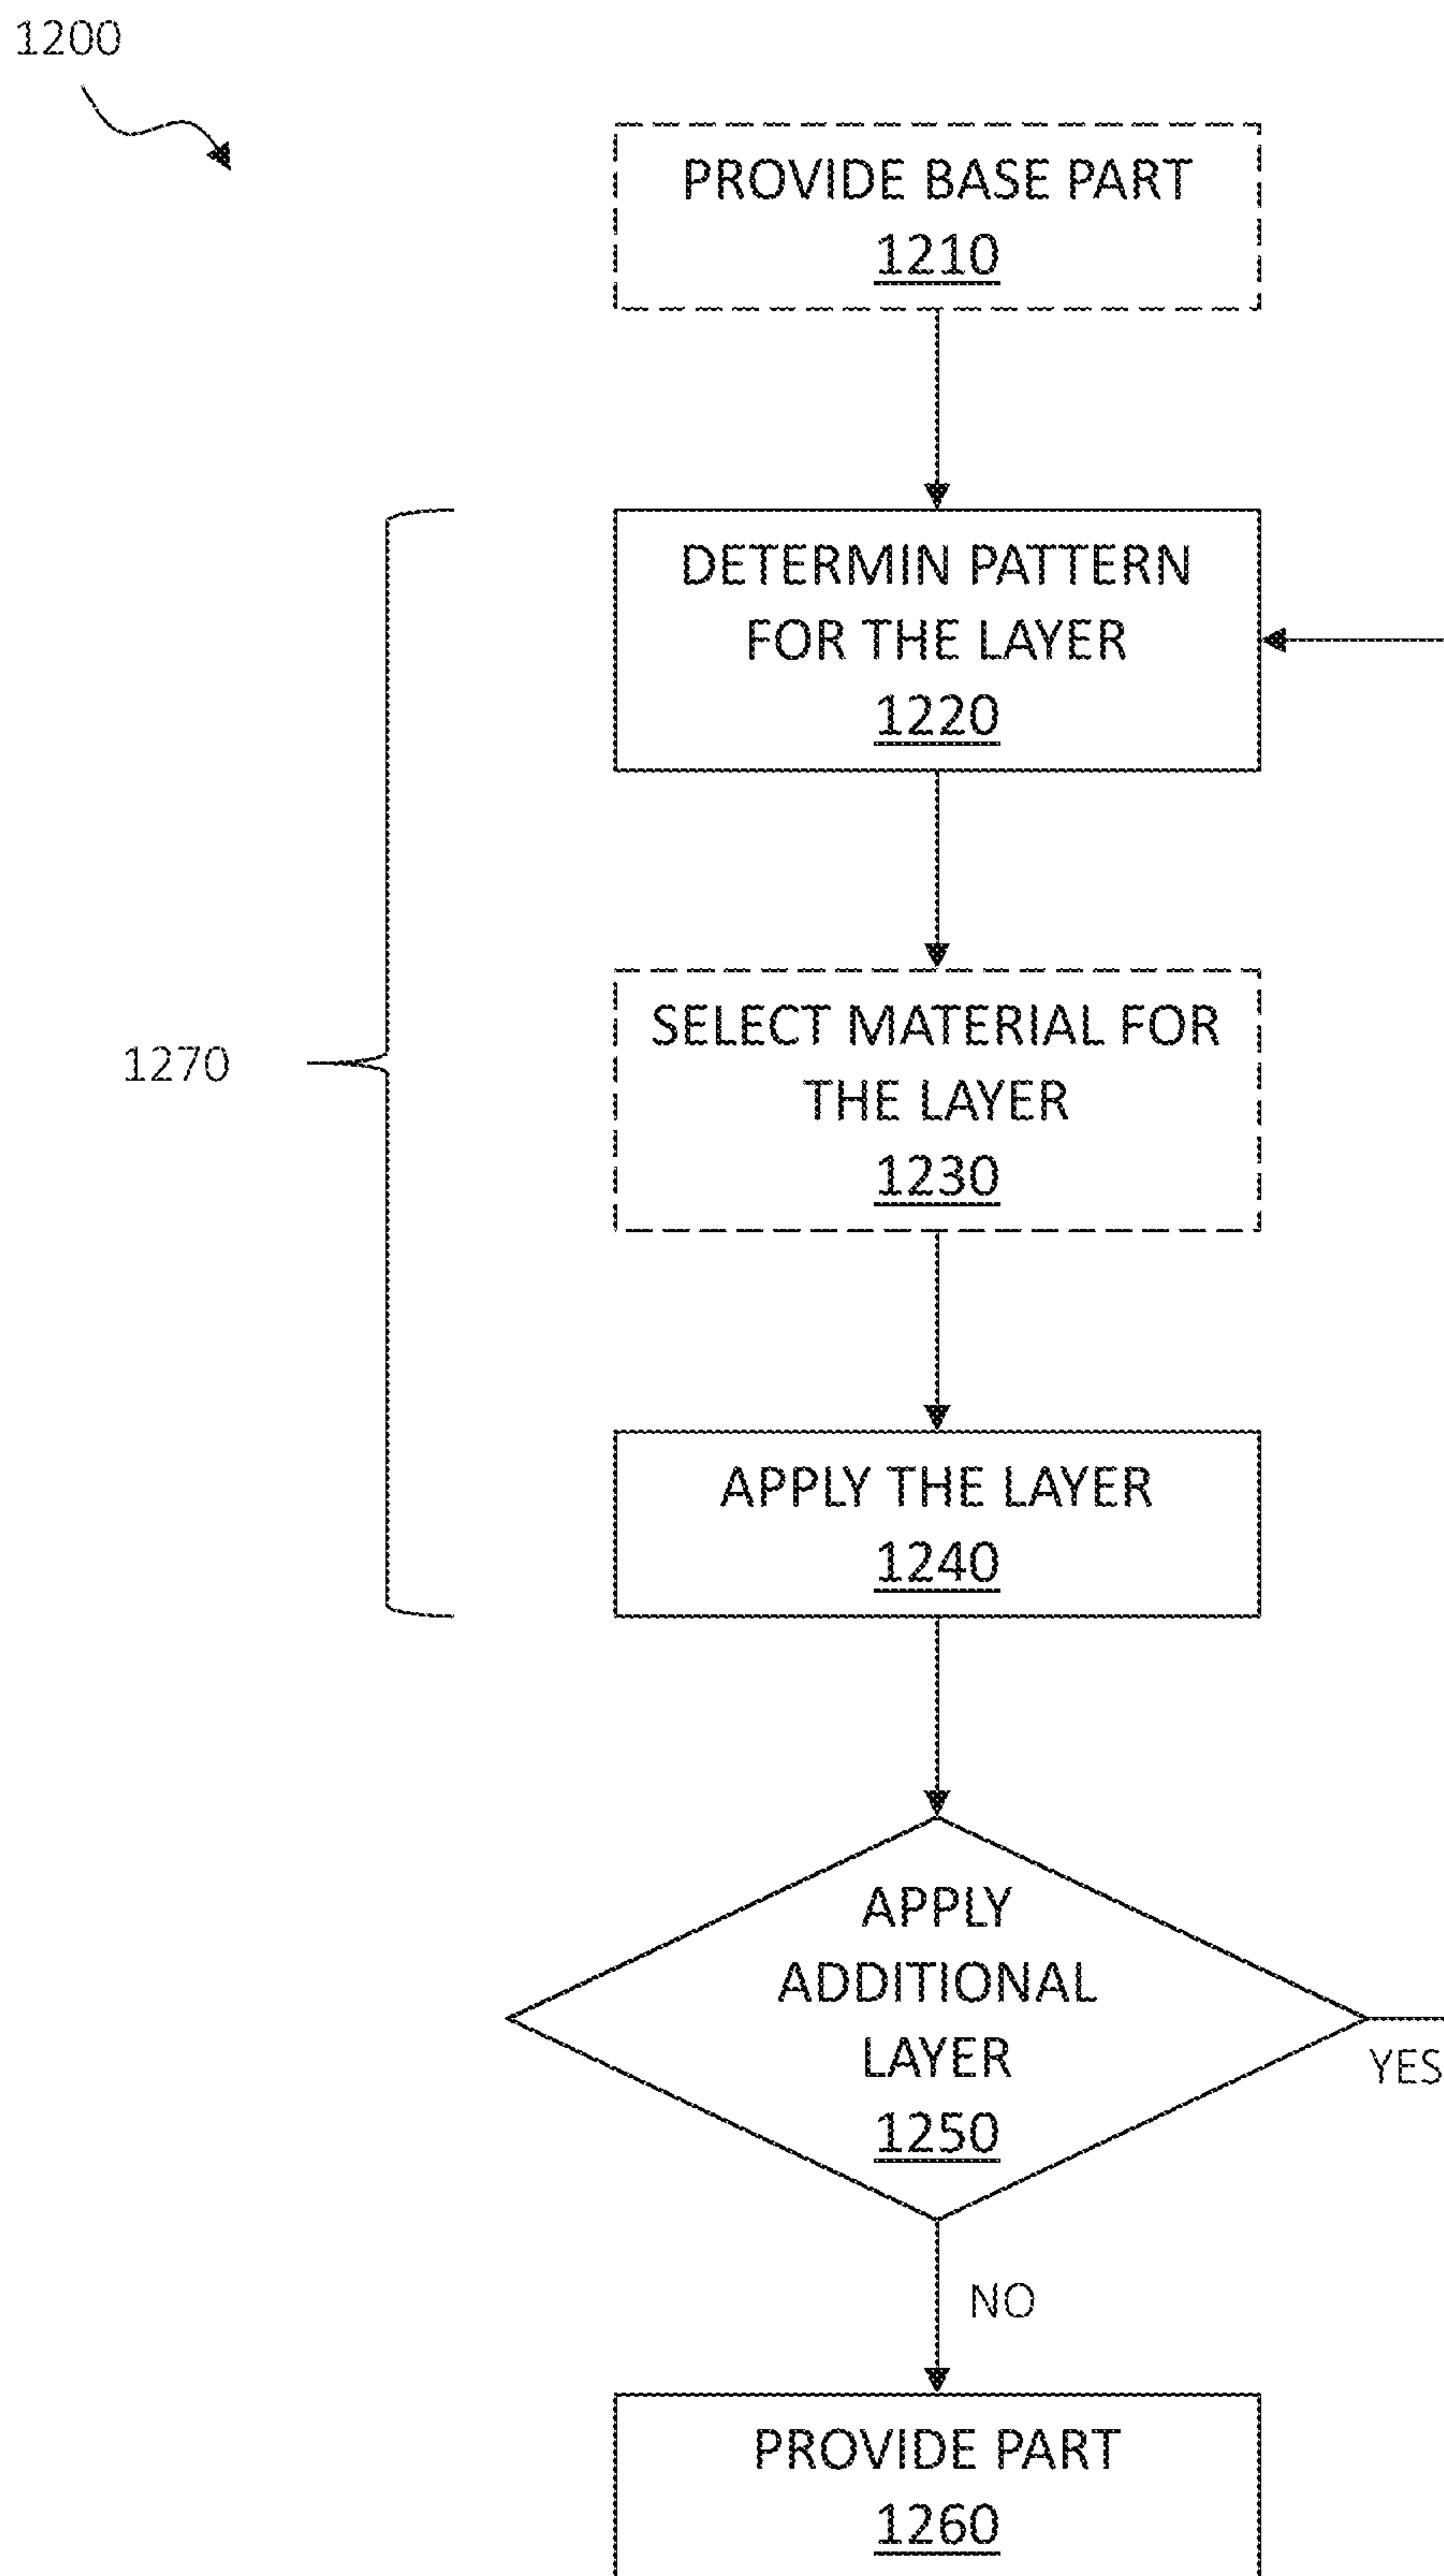 1200
PROVIDE BASE PART
1210
DETERMIN PATTERN
FOR THE LAYER
1220
SELECT MATERIAL FOR
THE LAYER
1230
1270
APPLY THE LAYER
1240
APPLY
ADDITIONAL
LAYER
1250
YES
NO
PROVIDE PART
1260